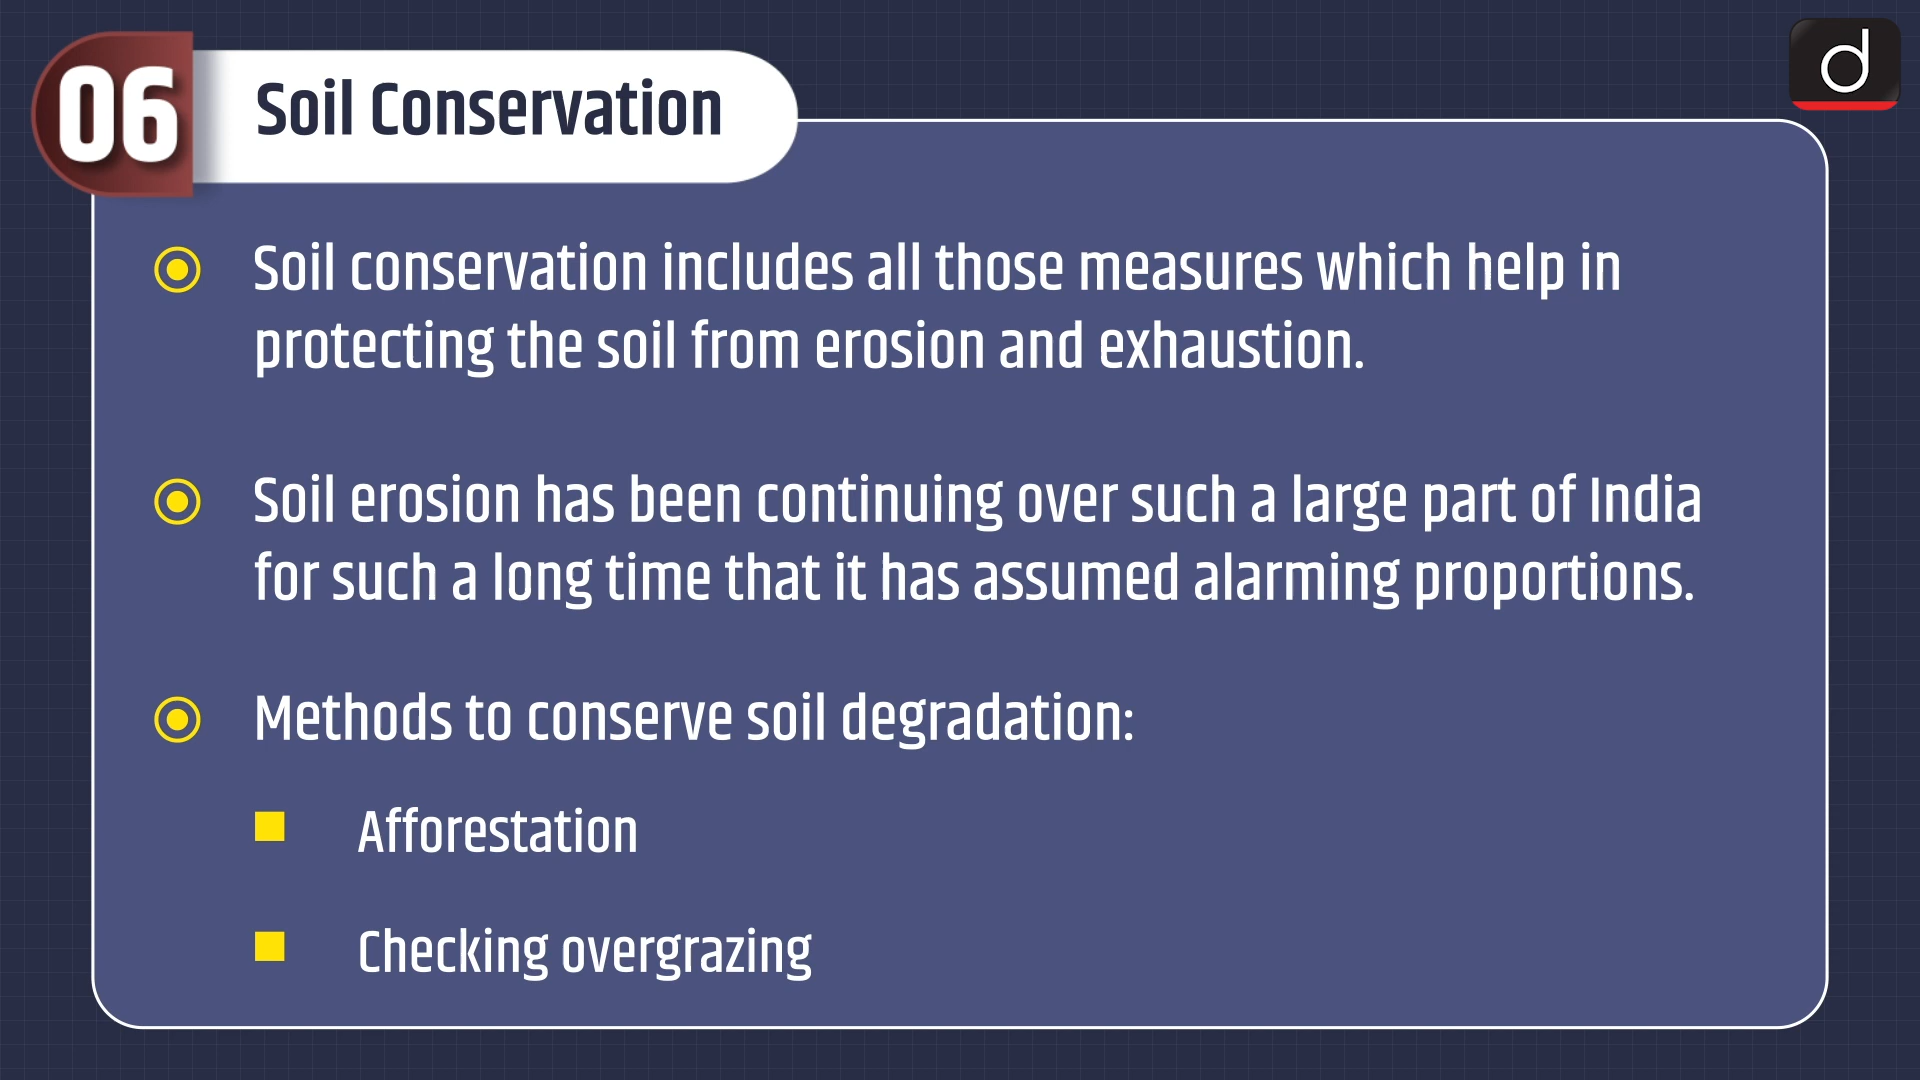 06
Soil Conservation
d
Soil conservation includes all those measures which help in
protecting the soil from erosion and exhaustion.
Soil erosion has been continuing over such a large part of India
for such a long time that it has assumed alarming proportions.
Methods to conserve soil degradation:
Afforestation
Checking overgrazing